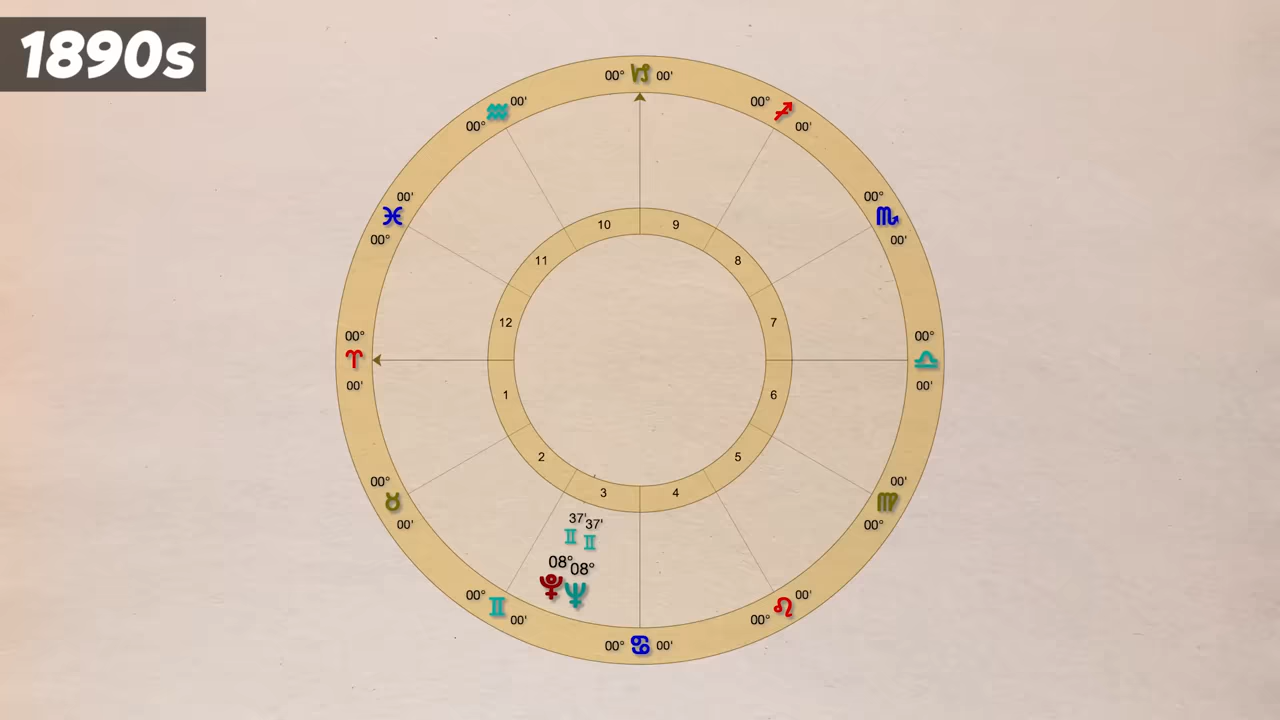 1890s
00° ♑ 00'
00° ♐ 00'
00° ♒ 00'
00° ♏ 00'
00° ♓ 00'
10
9
11
8
12
7
00° ♈ 00'
00° ♎ 00'
1
6
2
5
3
4
00° ♉ 00'
00° ♍ 00'
37' 37'
♊ ♊
08° 08°
♇ ♆
00° ♊ 00'
00° ♌ 00'
00° ♋ 00'